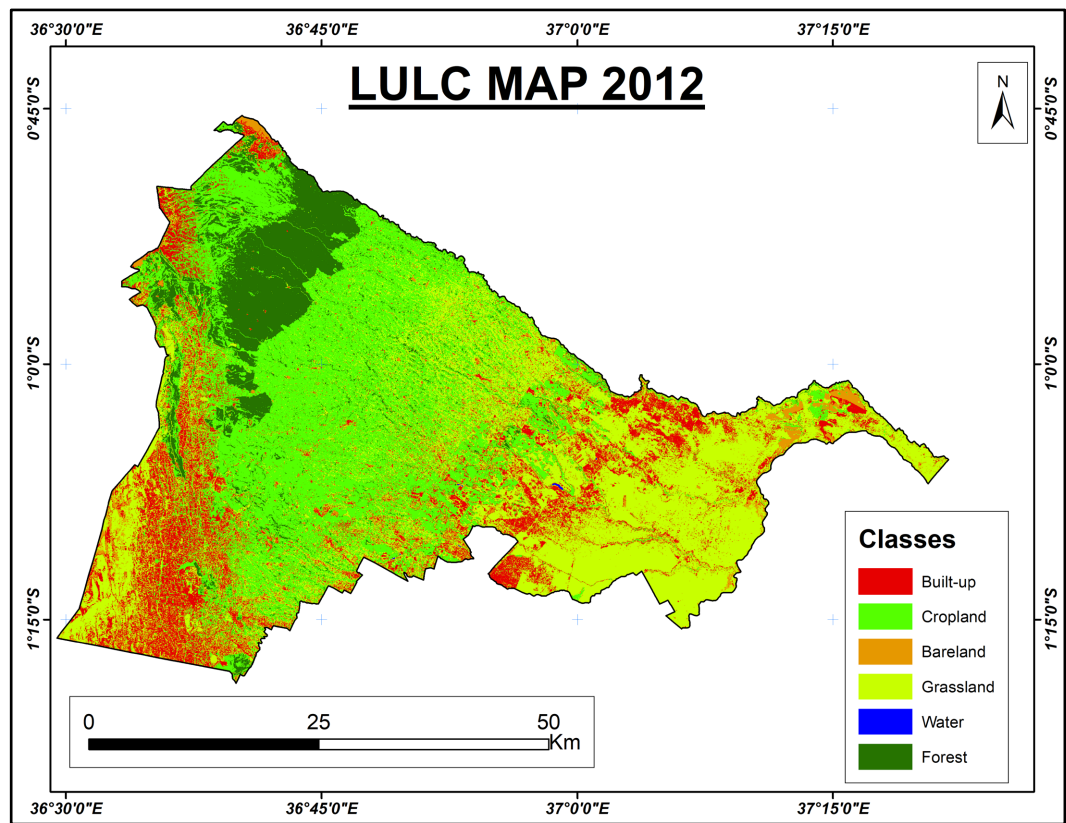 36°30'0"E 36°45'0"E 37°0'0"E 37°15'0"E
LULC MAP 2012
N
0°45'0"S 0°45'0"S
1°0'0"S 1°0'0"S
1°15'0"S 1°15'0"S
Classes
Built-up
Cropland
Bareland
Grassland
Water
Forest
0 25 50
Km
36°30'0"E 36°45'0"E 37°0'0"E 37°15'0"E